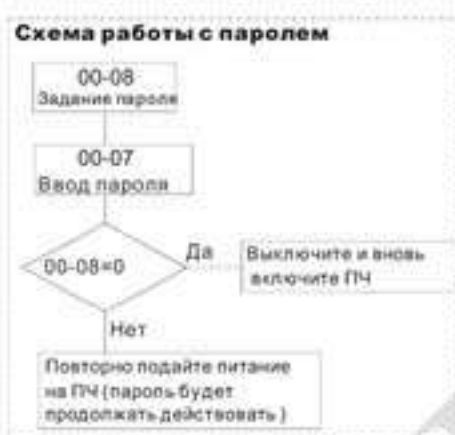 Схема работы с паролем
00-08
Задание пароля
00-07
Ввод пароля
00-08=0
Да
Выключите и вновь
включите ПЧ
Нет
Повторно подайте питание
на ПЧ (пароль будет
продолжать действовать )